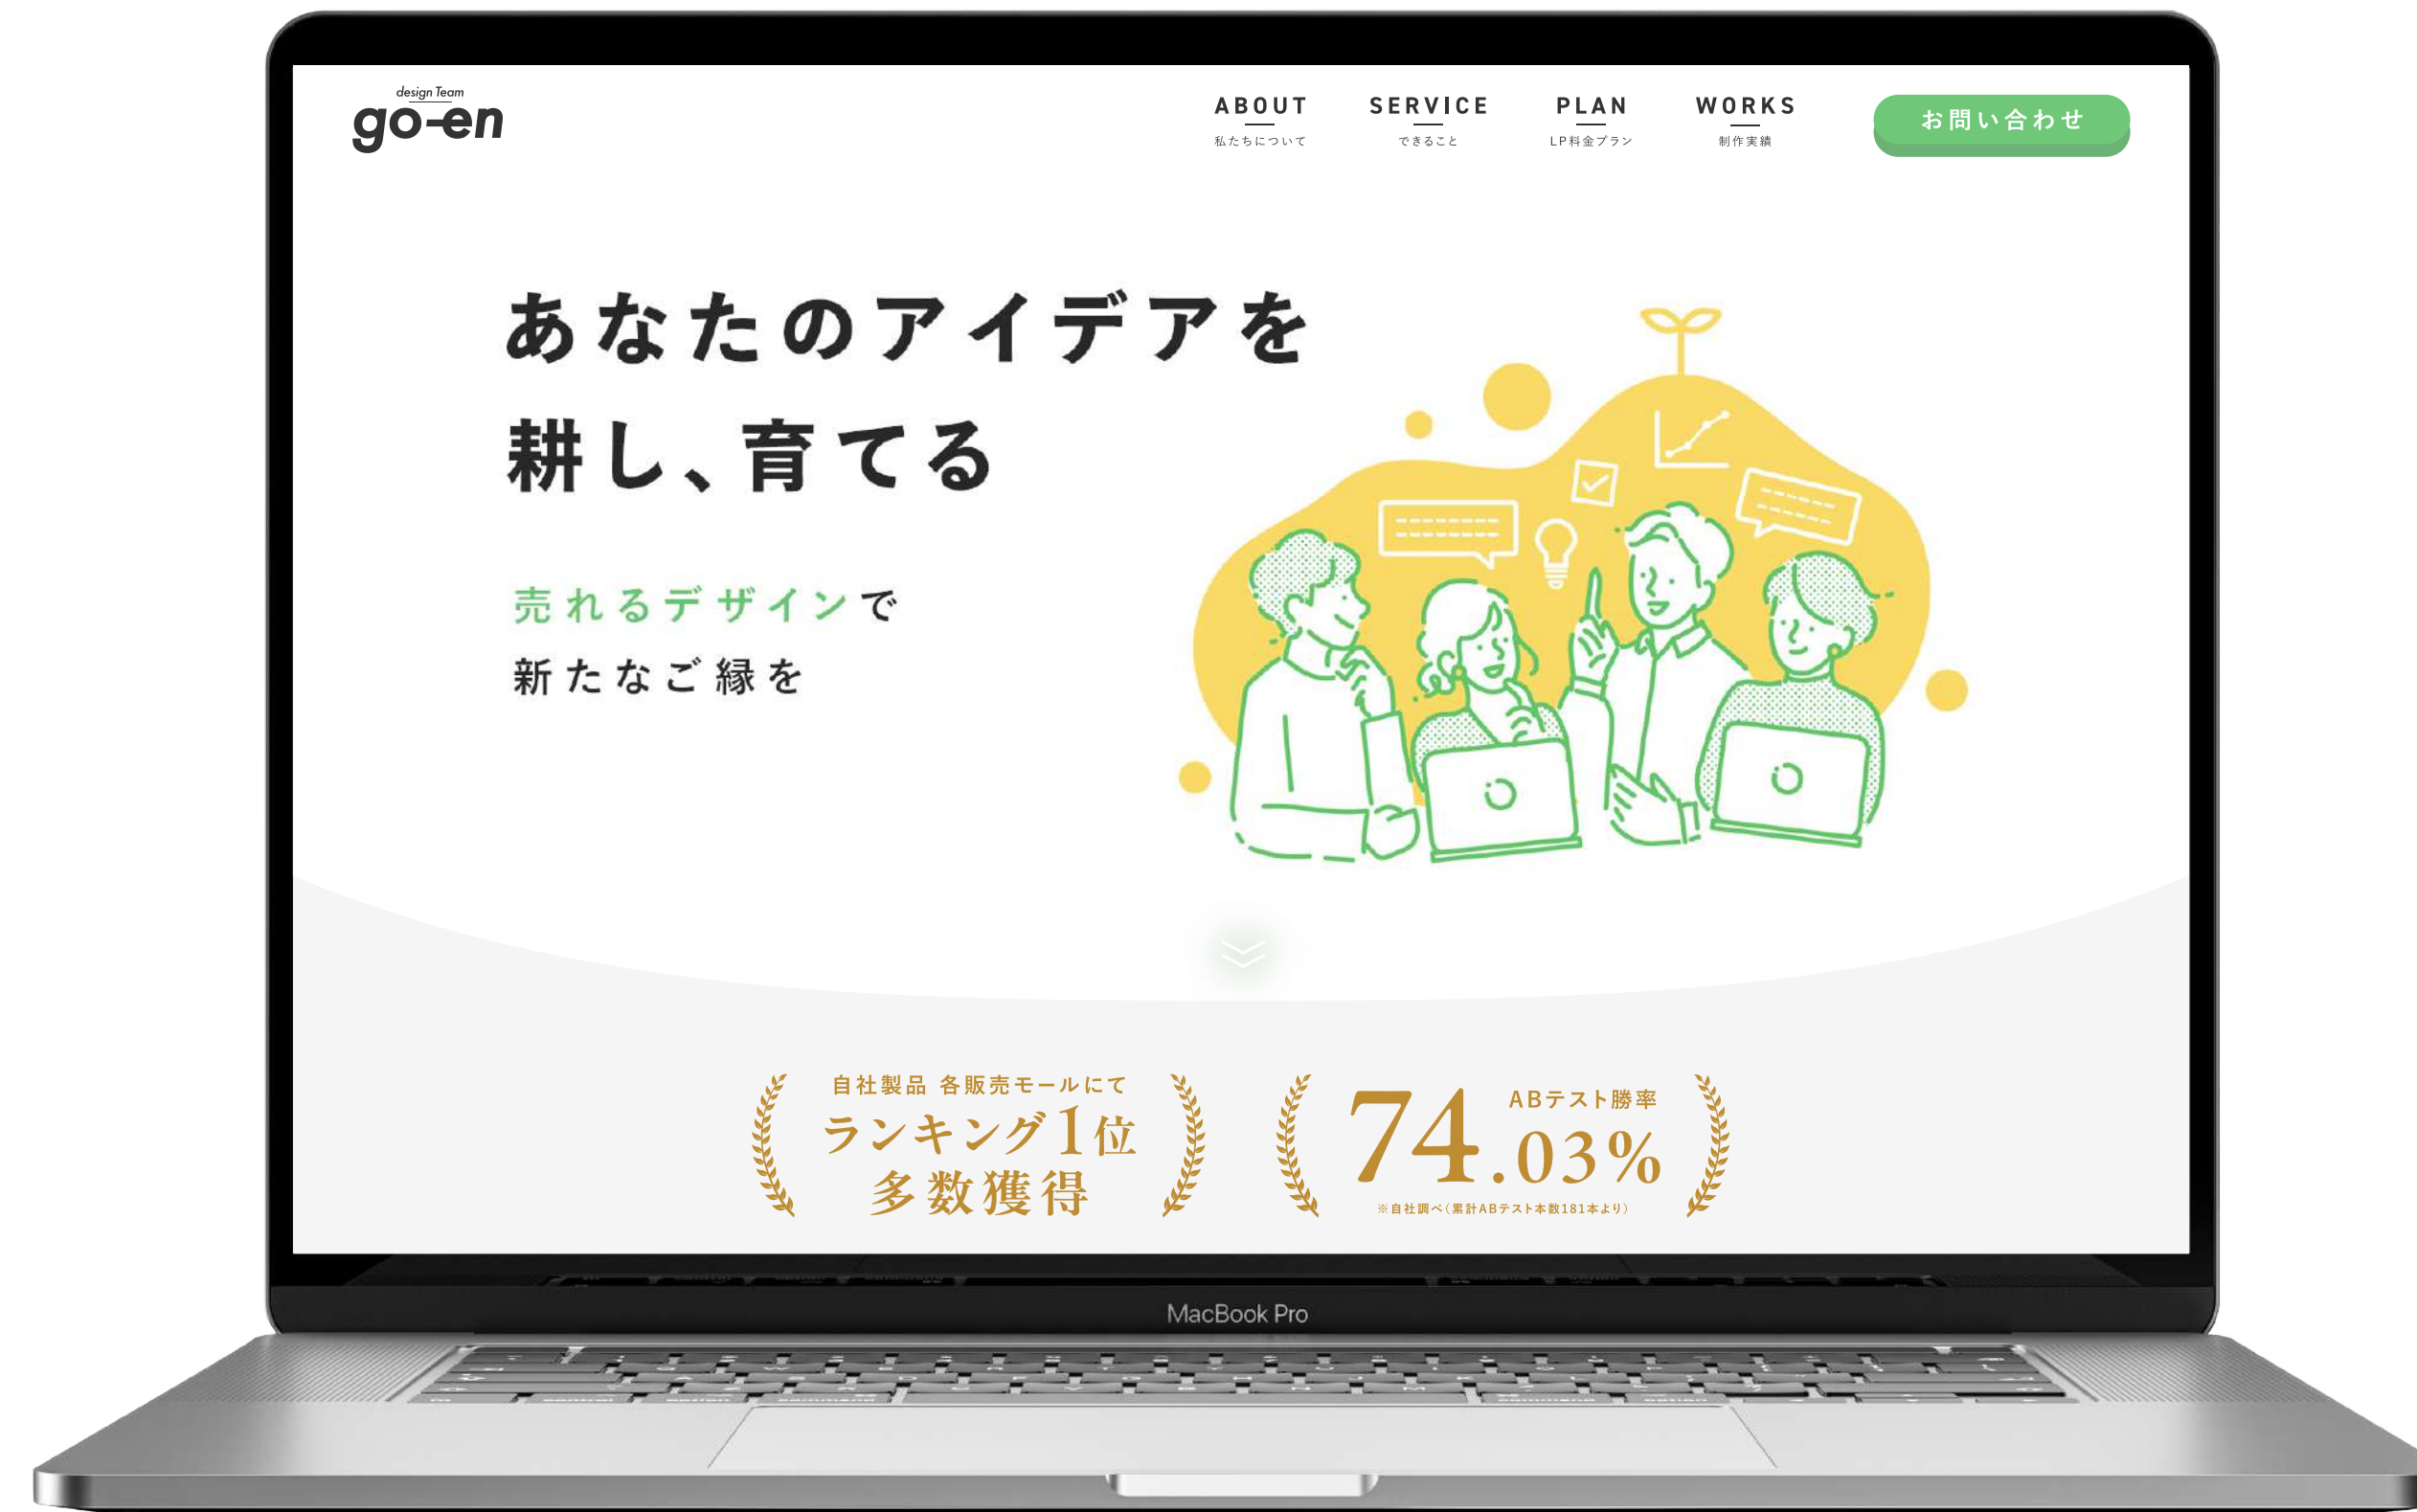 design Team
go-en
ABOUT
私たちについて
SERVICE
できること
PLAN
LP料金プラン
WORKS
制作実績
お問い合わせ
あなたのアイデアを
耕し、育てる
売れるデザインで
新たなご縁を
自社製品 各販売モールにて
ランキング1位
多数獲得
ABテスト勝率
74.03%
※自社調べ(累計ABテスト本数181本より)
MacBook Pro